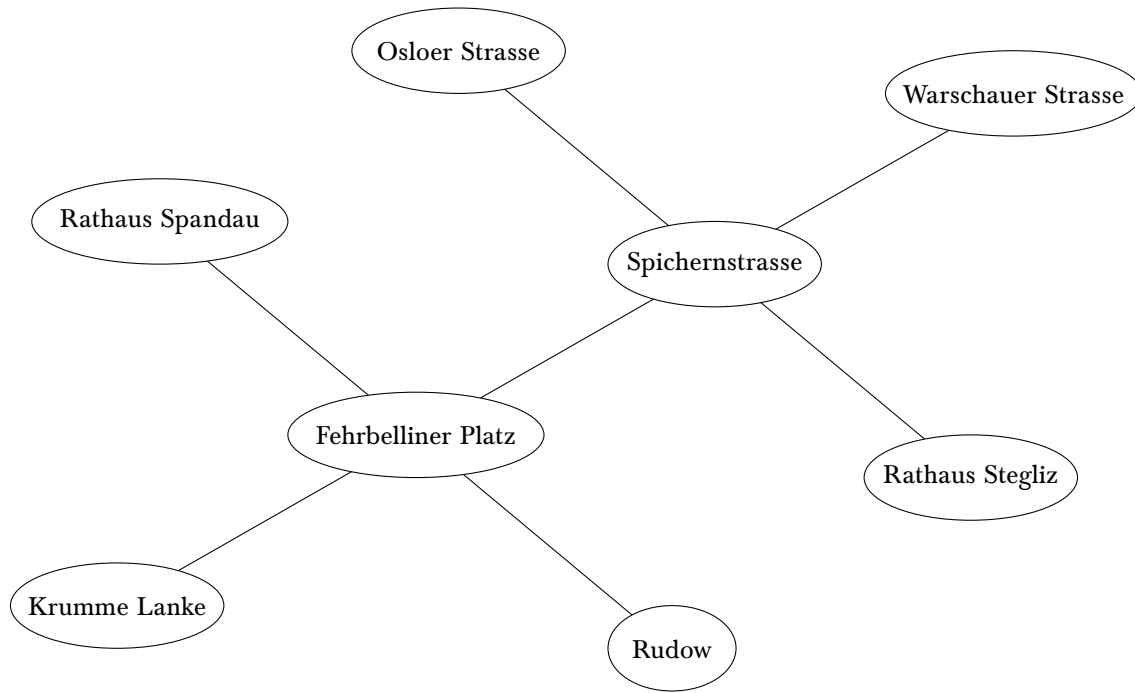 Osloer Strasse
Warschauer Strasse
Rathaus Spandau
Spichernstrasse
Fehrbelliner Platz
Rathaus Stegliz
Krumme Lanke
Rudow